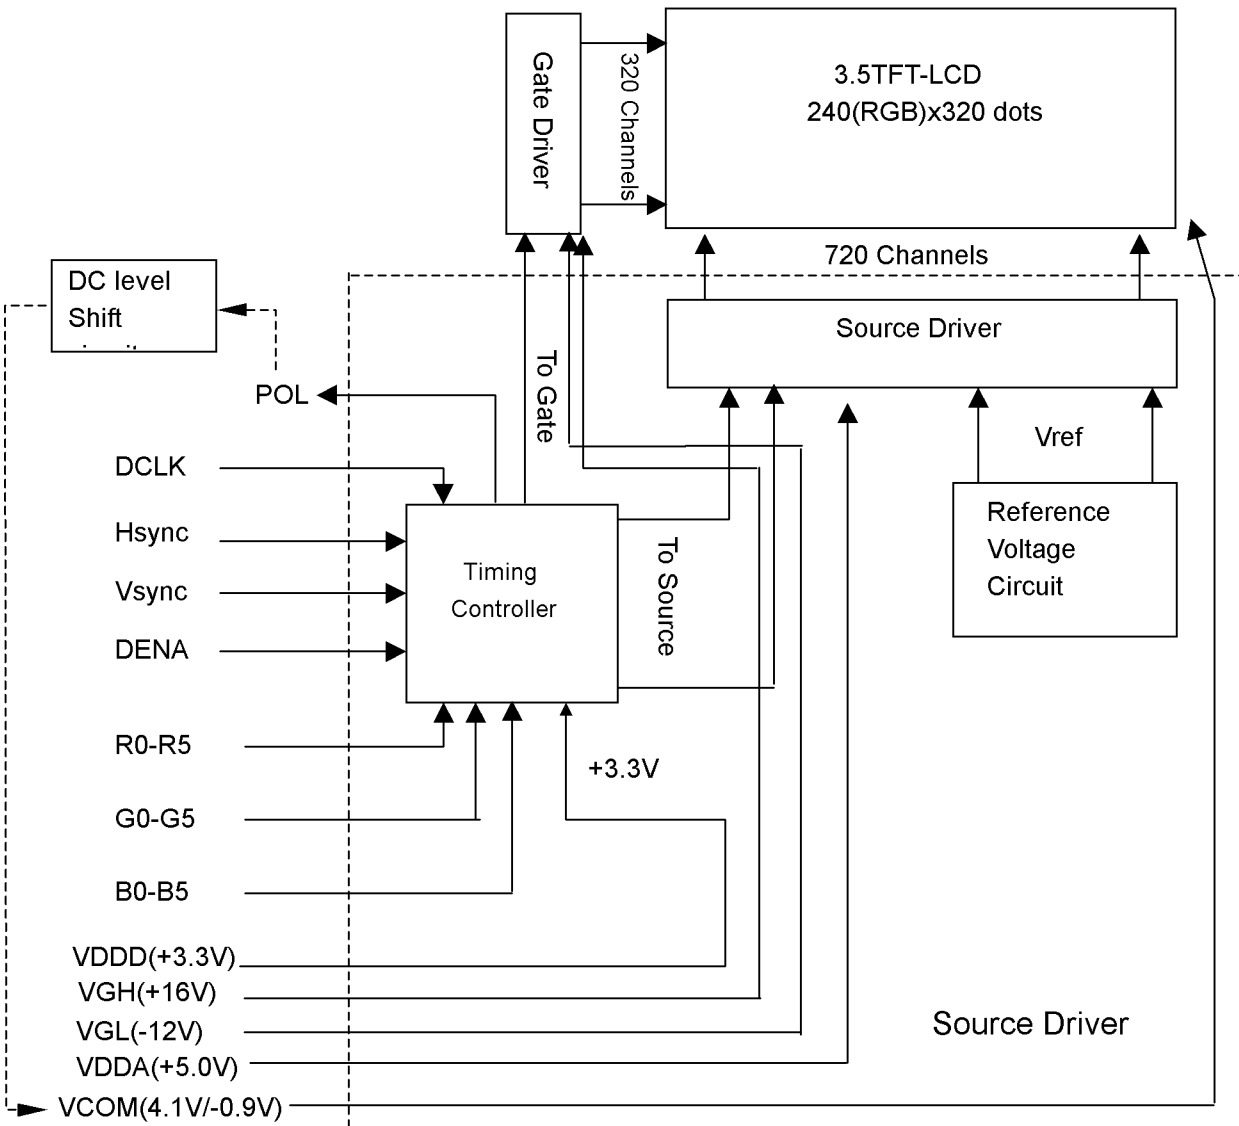 Gate Driver
320 Channels
3.5TFT-LCD
240(RGB)x320 dots
720 Channels
DC level
Shift
Source Driver
To Gate
POL
Vref
DCLK
Hsync
Vsync
DENA
Timing
Controller
To Source
Reference
Voltage
Circuit
R0-R5
+3.3V
G0-G5
B0-B5
VDDD(+3.3V)
VGH(+16V)
VGL(-12V)
VDDA(+5.0V)
VCOM(4.1V/-0.9V)
Source Driver